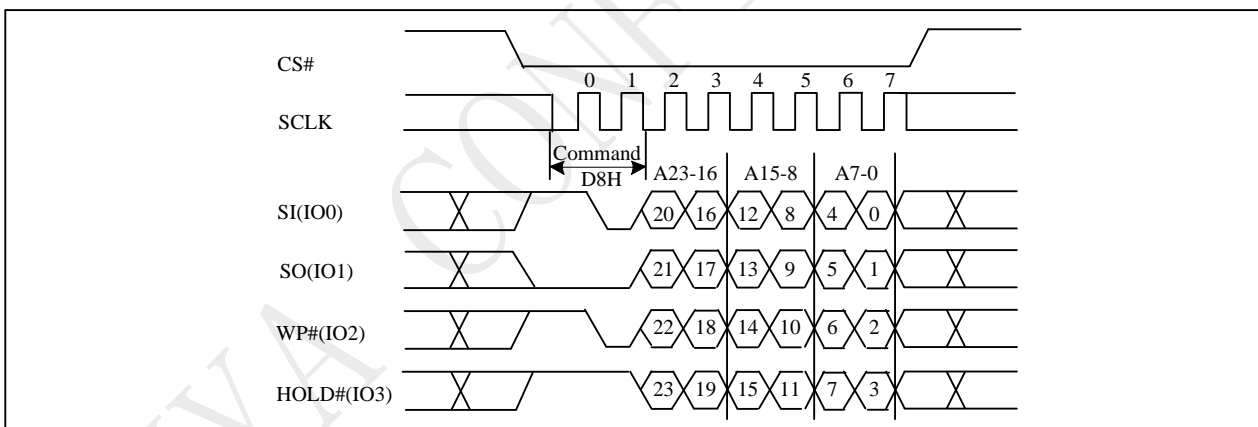 CS#
0 1 2 3 4 5 6 7
SCLK
Command
D8H
A23-16 A15-8 A7-0
SI(IO0) 20 16 12 8 4 0
SO(IO1) 21 17 13 9 5 1
WP#(IO2) 22 18 14 10 6 2
HOLD#(IO3) 23 19 15 11 7 3